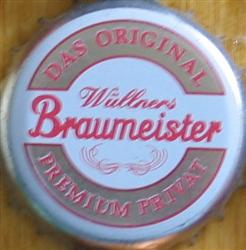 DAS ORIGINAL
Wüllners
Braumeister
PREMIUM PRIVAT